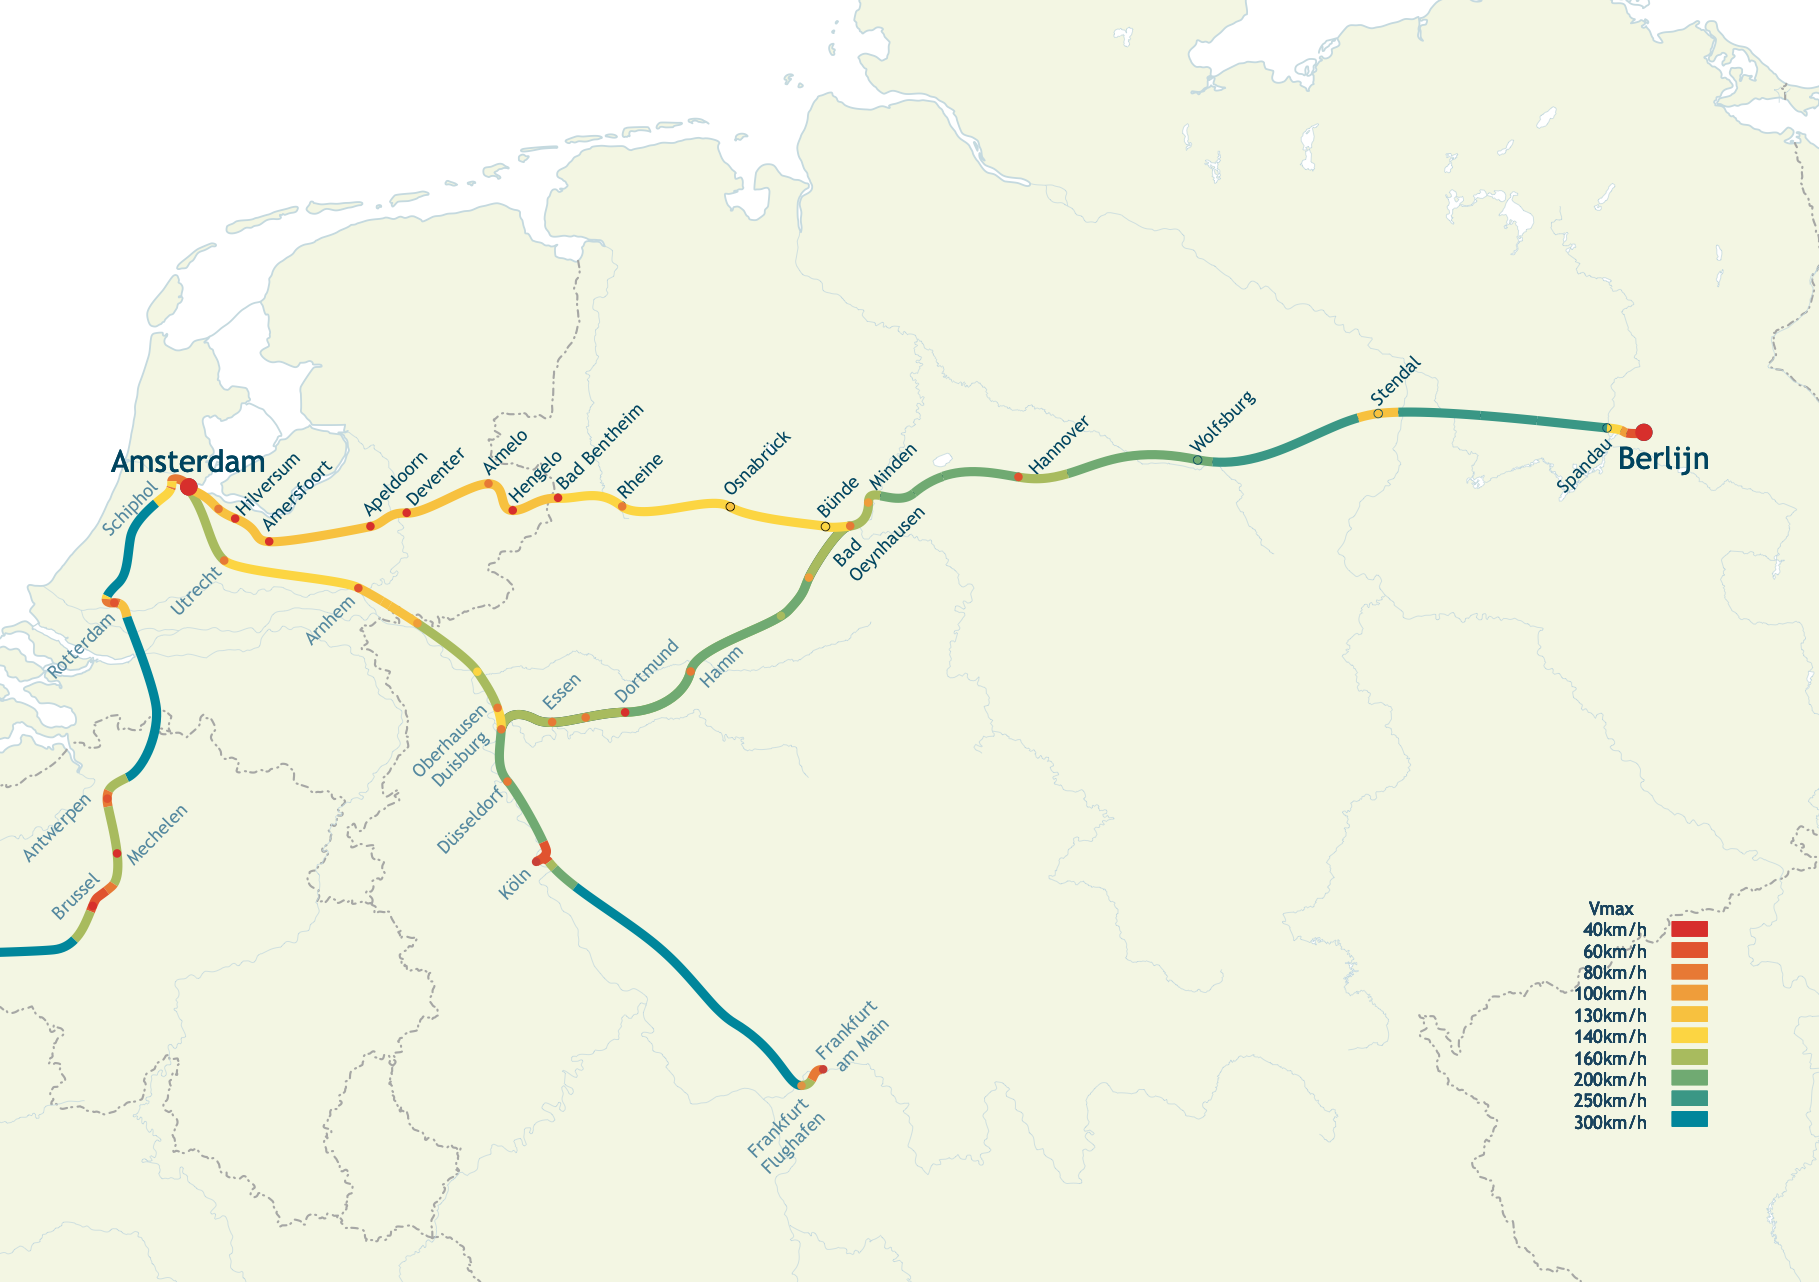 Amsterdam
Schiphol
Hilversum
Amersfoort
Apeldoorn
Deventer
Almelo
Hengelo
Bad Bentheim
Rheine
Osnabrück
Bünde
Minden
Bad
Oeynhausen
Hannover
Wolfsburg
Stendal
Spandau
Berlijn
Utrecht
Arnhem
Rotterdam
Oberhausen
Duisburg
Essen
Dortmund
Hamm
Düsseldorf
Köln
Antwerpen
Mechelen
Brussel
Frankfurt
am Main
Frankfurt
Flughafen
Vmax
40km/h
60km/h
80km/h
100km/h
130km/h
140km/h
160km/h
200km/h
250km/h
300km/h